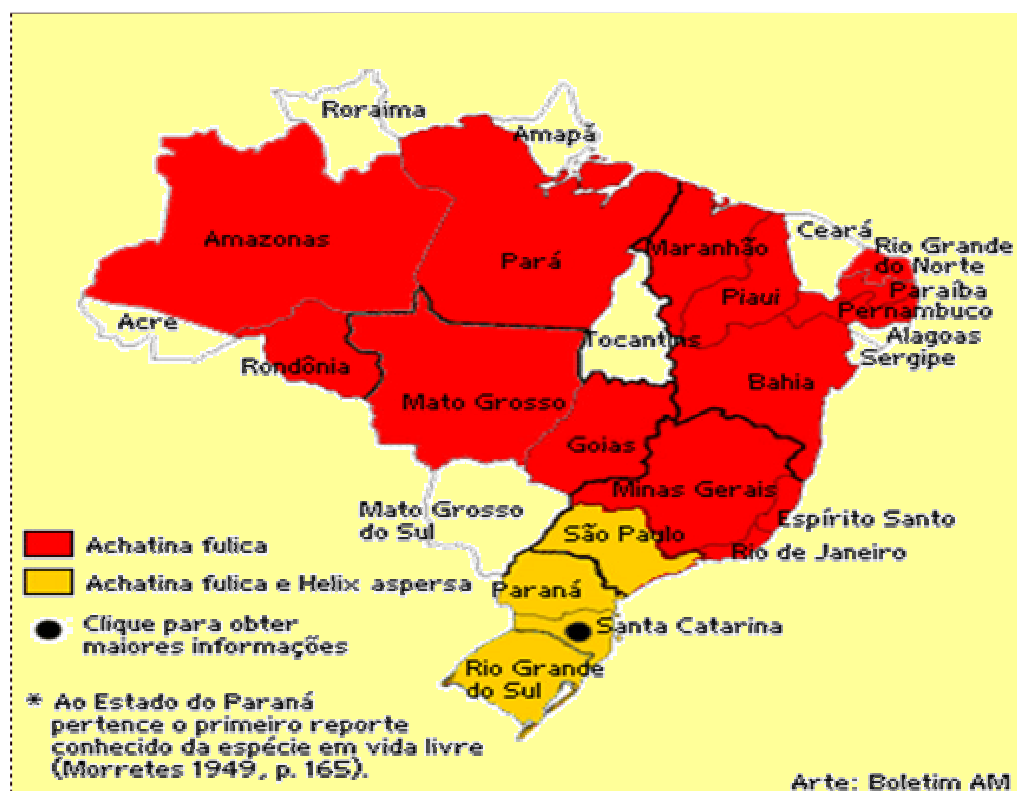 Roraima
Amapá
Amazonas
Pará
Maranhão
Ceará
Rio Grande
do Norte
Piaui
Paraíba
Pernambuco
Acre
Tocantins
Alagoas
Sergipe
Rondônia
Bahia
Mato Grosso
Goias
Minas Gerais
Mato Grosso
do Sul
São Paulo
Espírito Santo
Rio de Janeiro
Achatina fulica
Achatina fulica e Helix aspersa
Paraná
Clique para obter
maiores informações
Santa Catarina
Rio Grande
do Sul
* Ao Estado do Paraná
pertence o primeiro reporte
conhecido da espécie em vida livre
(Morretes 1949, p. 165).
Arte: Boletim AM